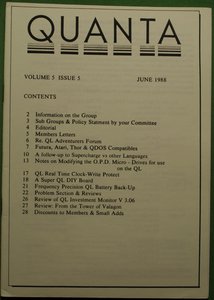 QUANTA
VOLUME 5 ISSUE 5 JUNE 1988
CONTENTS
2 Information on the Group
3 Sub Groups & Policy Statment by your Committee
4 Editorial
5 Members Letters
6 Re. QL Adventurers Forum
7 Futura, Atari, Thor & QDOS Compatibles
10 A follow-up to Supercharge vs other Languages
13 Notes on Modifying the O.P.D. Micro - Drives for use
on the QL
17 QL Real Time Clock-Write Protect
18 A Super QL DIY Board
21 Frequency Precision QL Battery Back-Up
22 Problem Section & Reviews
26 Review of QL Investment Monitor V 3.06
27 Review: From the Tower of Valagon
28 Discounts to Members & Small Adds